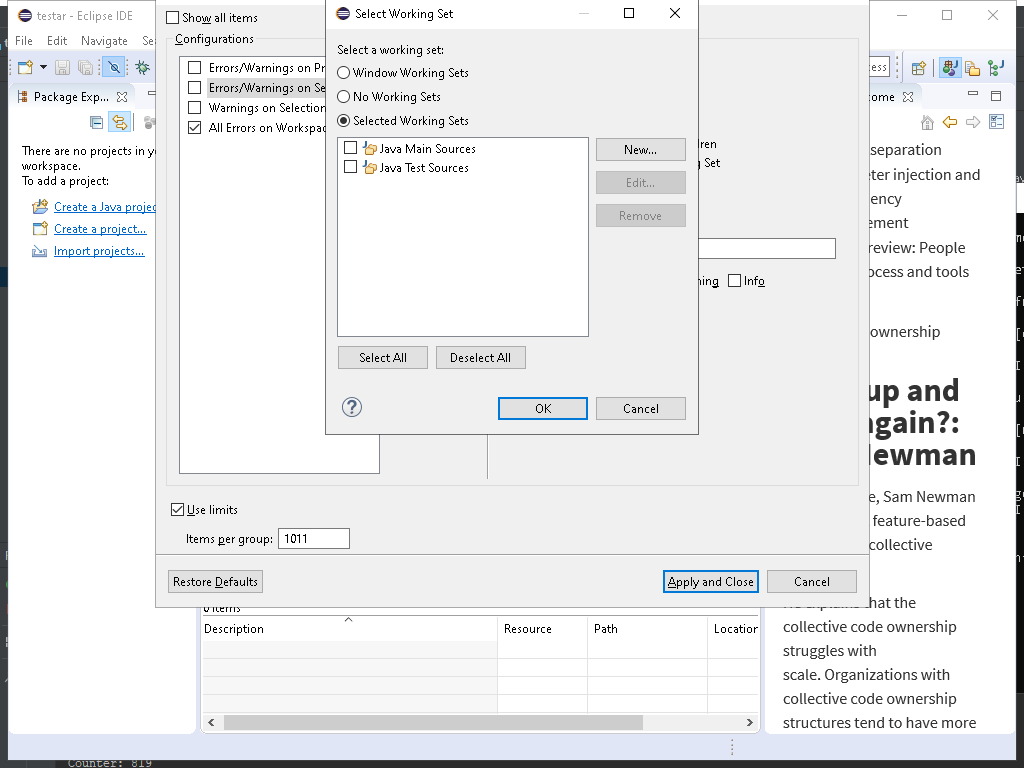 testar - Eclipse IDE
File Edit Navigate Se
Package Exp...
There are no projects in y
workspace.
To add a project:
Create a Java projec
Create a project...
Import projects...
Show all items
Configurations
Errors/Warnings on Pr
Errors/Warnings on Se
Warnings on Selection
All Errors on Workspac
Use limits
Items per group: 1011
Restore Defaults
Apply and Close
Cancel
Select Working Set
Select a working set:
Window Working Sets
No Working Sets
Selected Working Sets
Java Main Sources
Java Test Sources
New...
Edit...
Remove
Select All
Deselect All
OK
Cancel
Info
0 items
Description Resource Path Location
separation
eter injection and
ency
ement
review: People
ocess and tools
ownership
up and
again?:
Newman
e, Sam Newman
feature-based
collective
He explains that the
collective code ownership
struggles with
scale. Organizations with
collective code ownership
structures tend to have more
Counter: 819